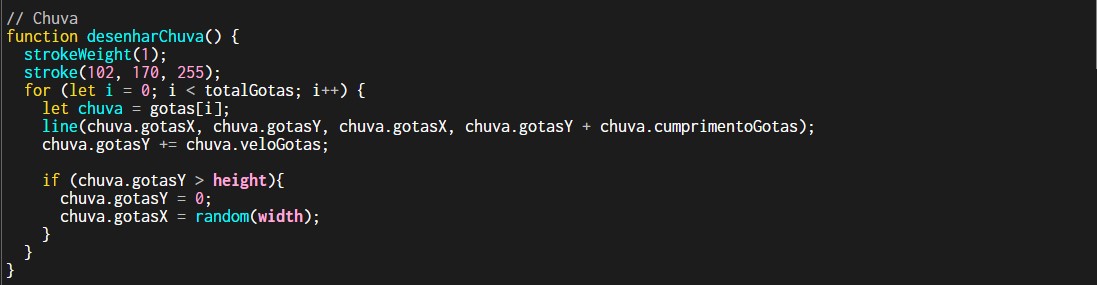 // Chuva
function desenharChuva() {
  strokeWeight(1);
  stroke(102, 170, 255);
  for (let i = 0; i < totalGotas; i++) {
    let chuva = gotas[i];
    line(chuva.gotasX, chuva.gotasY, chuva.gotasX, chuva.gotasY + chuva.cumprimentoGotas);
    chuva.gotasY += chuva.veloGotas;

    if (chuva.gotasY > height){
      chuva.gotasY = 0;
      chuva.gotasX = random(width);
    }
  }
}